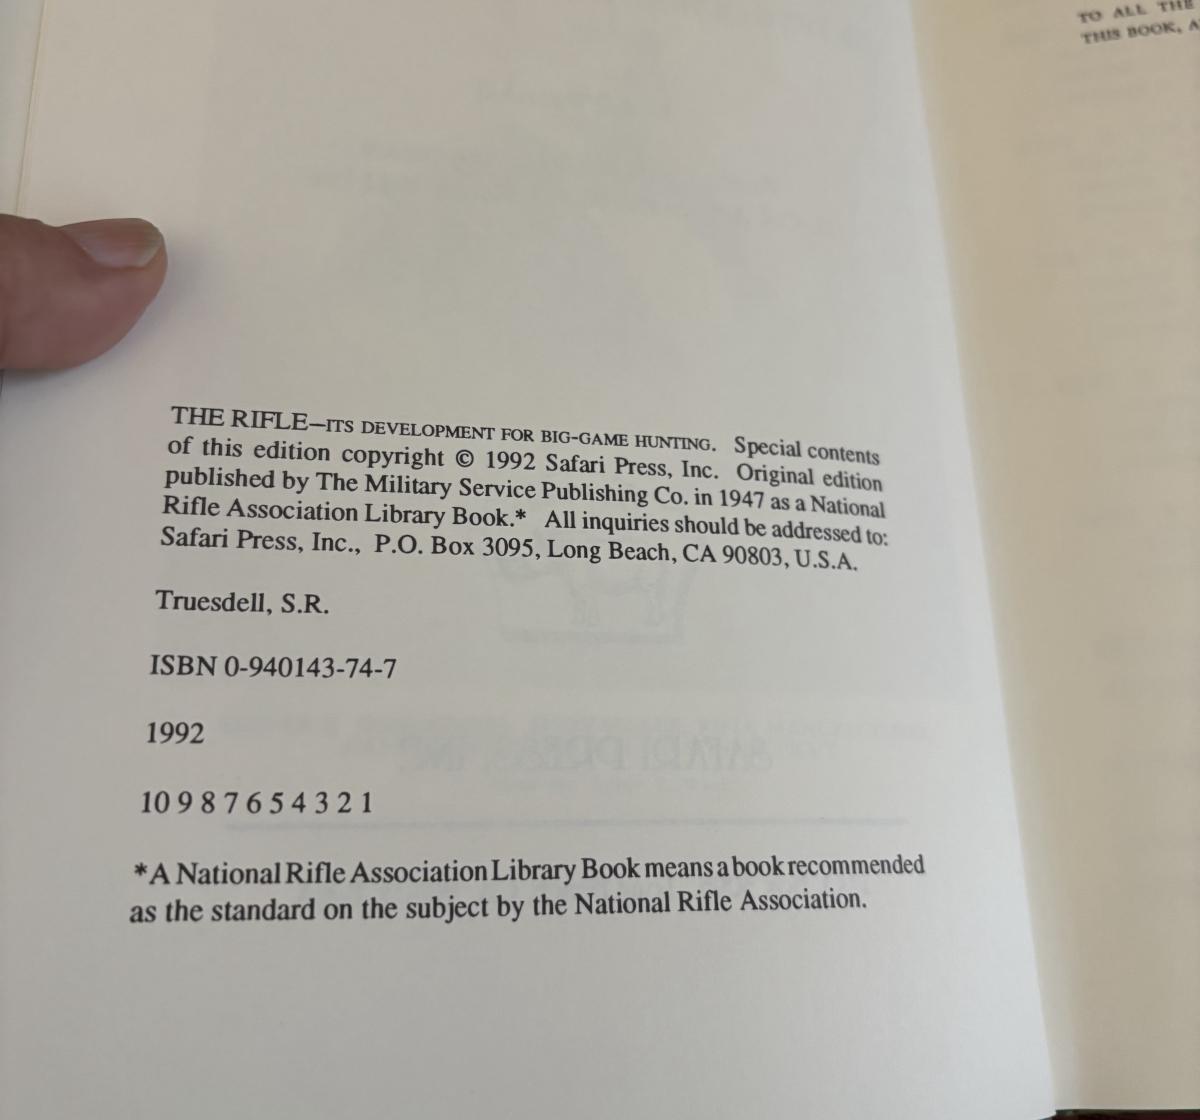 TO ALL THE
THIS BOOK, A
THE RIFLE—ITS DEVELOPMENT FOR BIG-GAME HUNTING. Special contents
of this edition copyright © 1992 Safari Press, Inc. Original edition
published by The Military Service Publishing Co. in 1947 as a National
Rifle Association Library Book.* All inquiries should be addressed to:
Safari Press, Inc., P.O. Box 3095, Long Beach, CA 90803, U.S.A.
Truesdell, S.R.
ISBN 0-940143-74-7
1992
10 9 8 7 6 5 4 3 2 1
*A National Rifle Association Library Book means a book recommended
as the standard on the subject by the National Rifle Association.